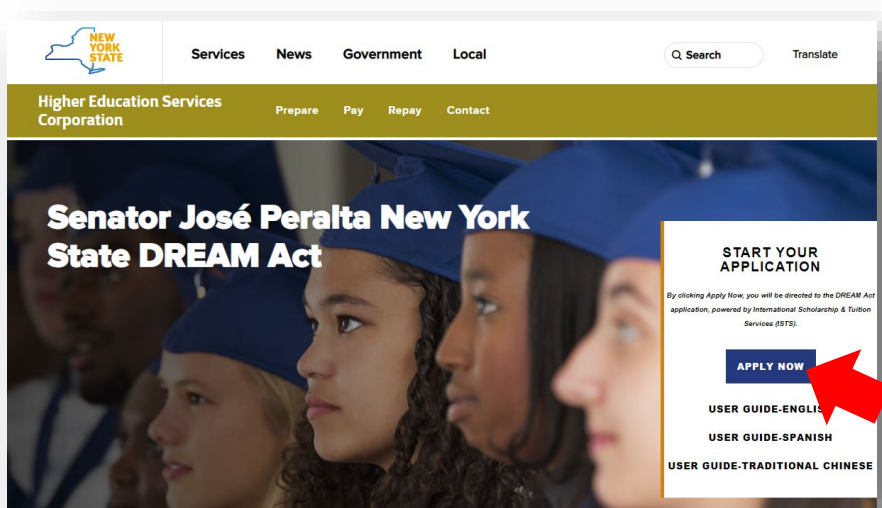 NEW
YORK
STATE
Services News Government Local
Search
Translate
Higher Education Services
Corporation
Prepare Pay Repay Contact
Senator José Peralta New York
State DREAM Act
START YOUR
APPLICATION
By clicking Apply Now, you will be directed to the DREAM Act
application, powered by International Scholarship & Tuition
Services (ISTS).
APPLY NOW
USER GUIDE-ENGLIS
USER GUIDE-SPANISH
USER GUIDE-TRADITIONAL CHINESE